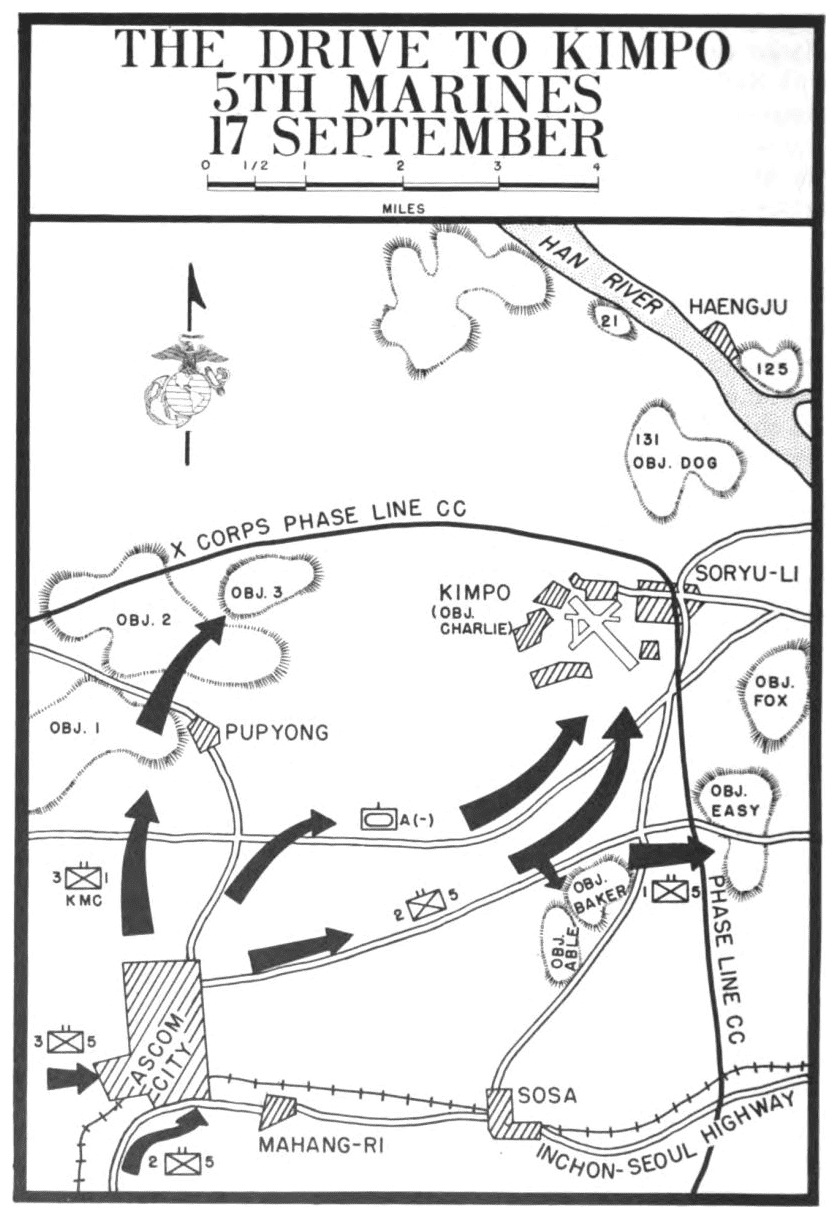 THE DRIVE TO KIMPO
5TH MARINES
17 SEPTEMBER
0 1/2 1 2 3 4
MILES
HAN RIVER
HAENGJU
21
125
131
OBJ. DOG
X CORPS PHASE LINE CC
SORYU-LI
KIMPO
(OBJ.
CHARLIE)
OBJ. 3
OBJ. 2
OBJ. FOX
OBJ. 1
PUPYONG
OBJ.
EASY
A(-)
3 1
KMC
2 5
OBJ.
BAKER
1 5
OBJ.
ABLE
PHASE LINE CC
3 5
ASCOM
CITY
SOSA
MAHANG-RI
INCHON-SEOUL HIGHWAY
2 5